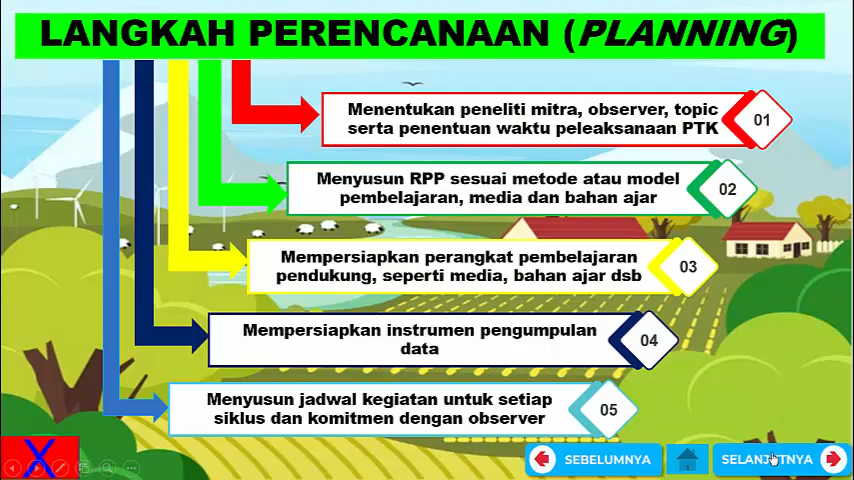 LANGKAH PERENCANAAN (PLANNING)
Menentukan peneliti mitra, observer, topic
serta penentuan waktu peleaksanaan PTK
01
Menyusun RPP sesuai metode atau model
pembelajaran, media dan bahan ajar
02
Mempersiapkan perangkat pembelajaran
pendukung, seperti media, bahan ajar dsb
03
Mempersiapkan instrumen pengumpulan
data
04
Menyusun jadwal kegiatan untuk setiap
siklus dan komitmen dengan observer
05
X
SEBELUMNYA
SELANJUTNYA